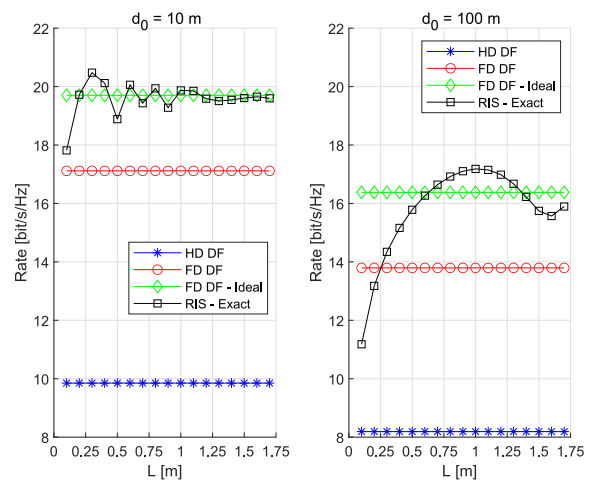 d0 = 10 m
22
20
18
16
14
12
10
8
Rate [bit/s/Hz]
HD DF
FD DF
FD DF - Ideal
RIS - Exact
0 0.25 0.5 0.75 1 1.25 1.5 1.75
L [m]
d0 = 100 m
22
20
18
16
14
12
10
8
Rate [bit/s/Hz]
HD DF
FD DF
FD DF - Ideal
RIS - Exact
0 0.25 0.5 0.75 1 1.25 1.5 1.75
L [m]